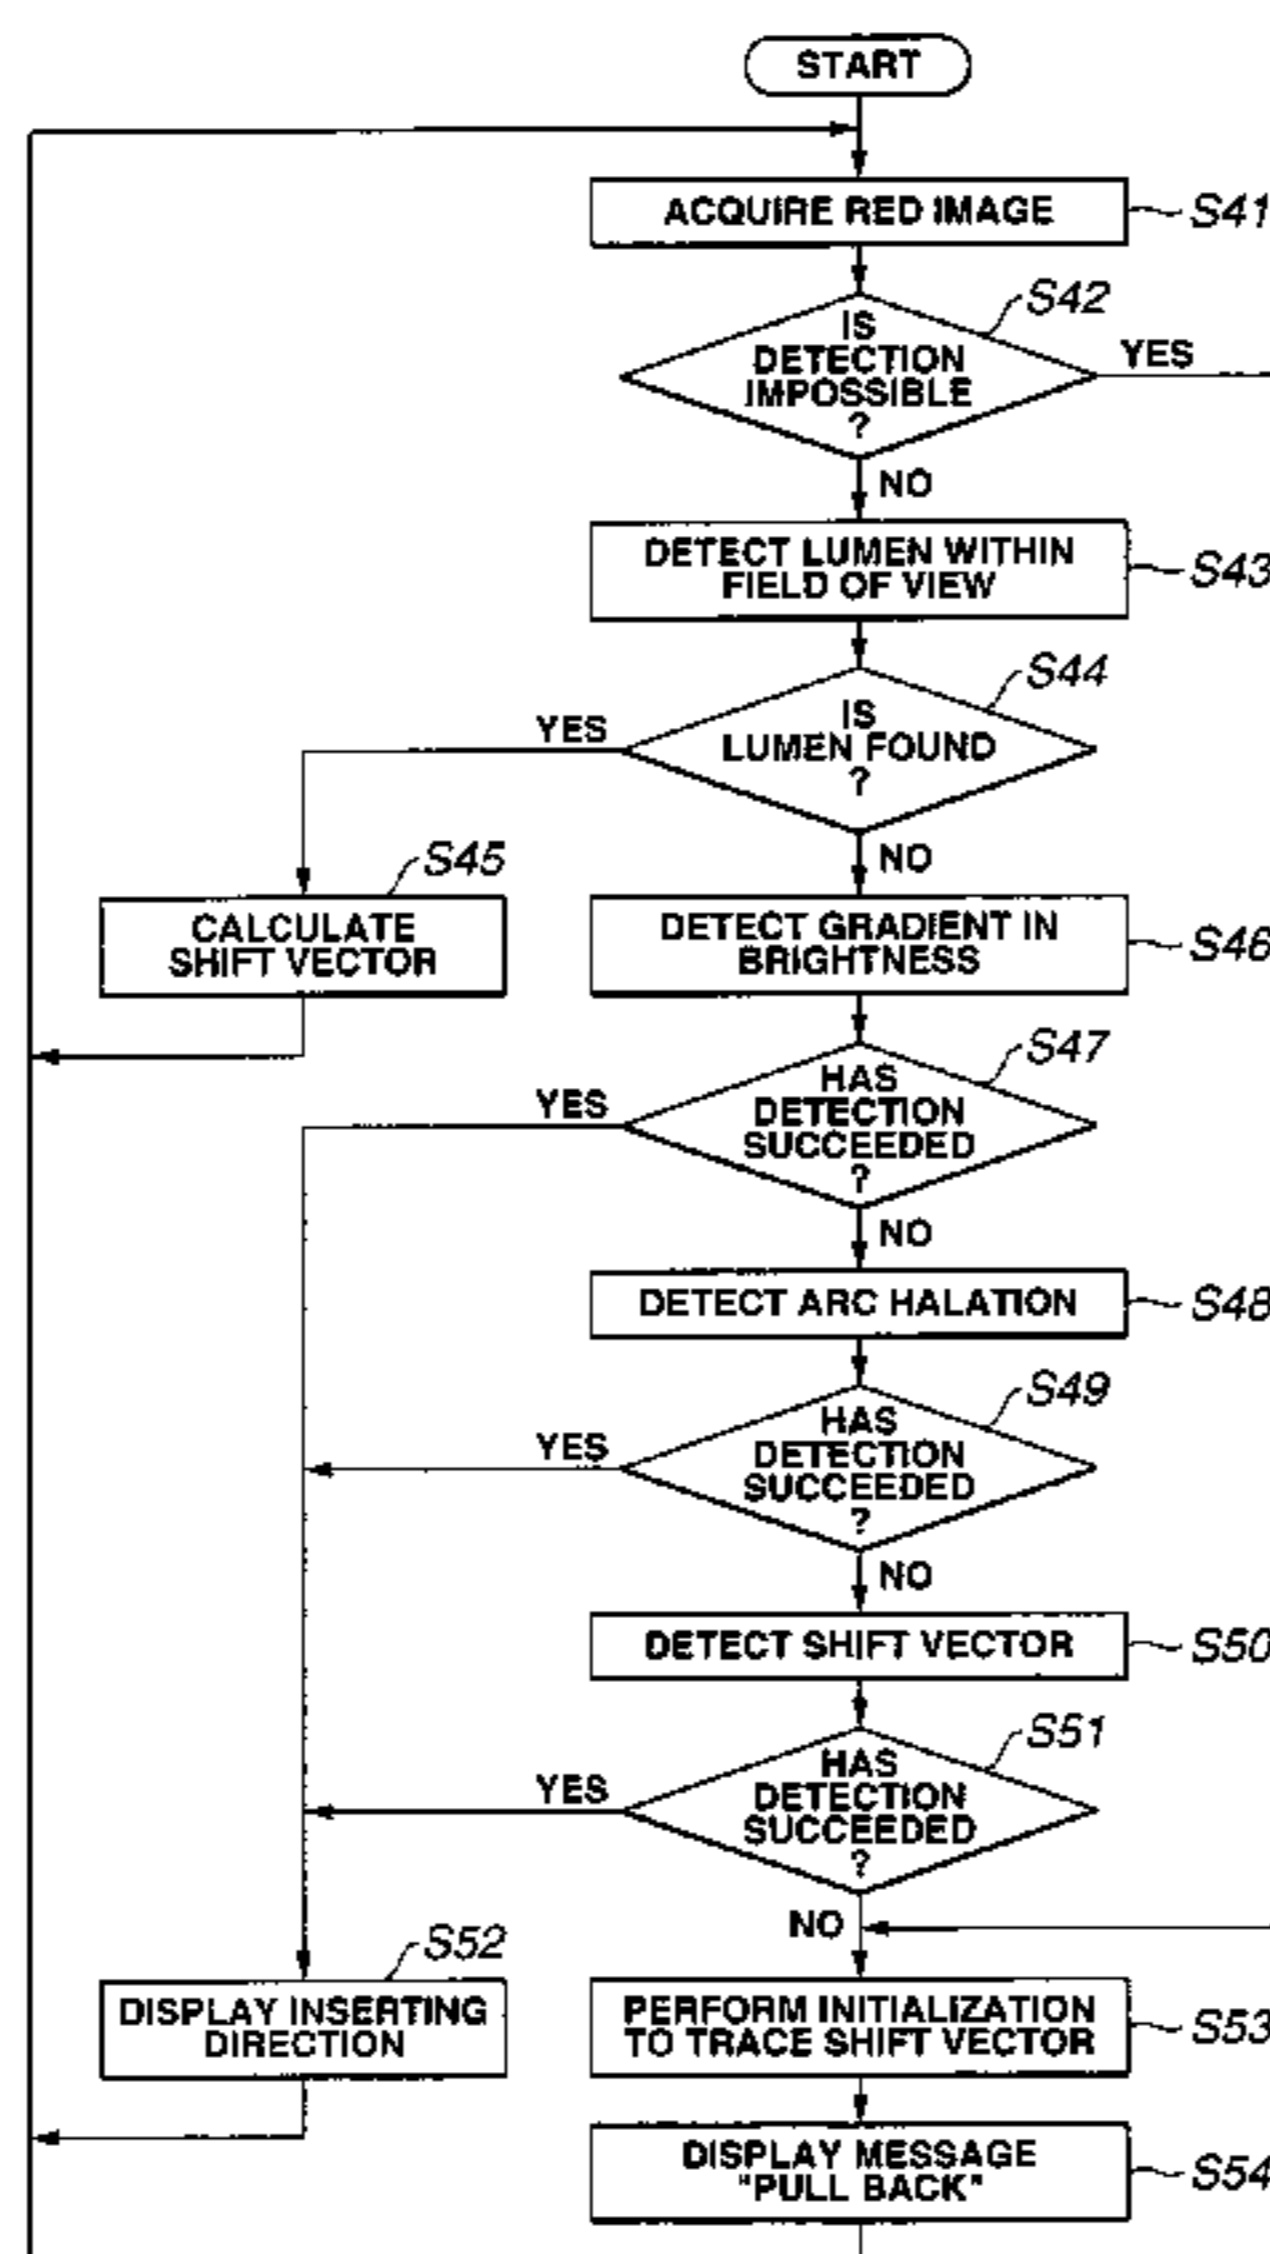 START
ACQUIRE RED IMAGE
S41
S42
IS
DETECTION
IMPOSSIBLE
?
YES
NO
DETECT LUMEN WITHIN
FIELD OF VIEW
S43
S44
IS
LUMEN FOUND
?
YES
NO
S45
CALCULATE
SHIFT VECTOR
DETECT GRADIENT IN
BRIGHTNESS
S46
S47
HAS
DETECTION
SUCCEEDED
?
YES
NO
DETECT ARC HALATION
S48
S49
HAS
DETECTION
SUCCEEDED
?
YES
NO
DETECT SHIFT VECTOR
S50
S51
HAS
DETECTION
SUCCEEDED
?
YES
NO
S52
DISPLAY INSERTING
DIRECTION
PERFORM INITIALIZATION
TO TRACE SHIFT VECTOR
S53
DISPLAY MESSAGE
"PULL BACK"
S54